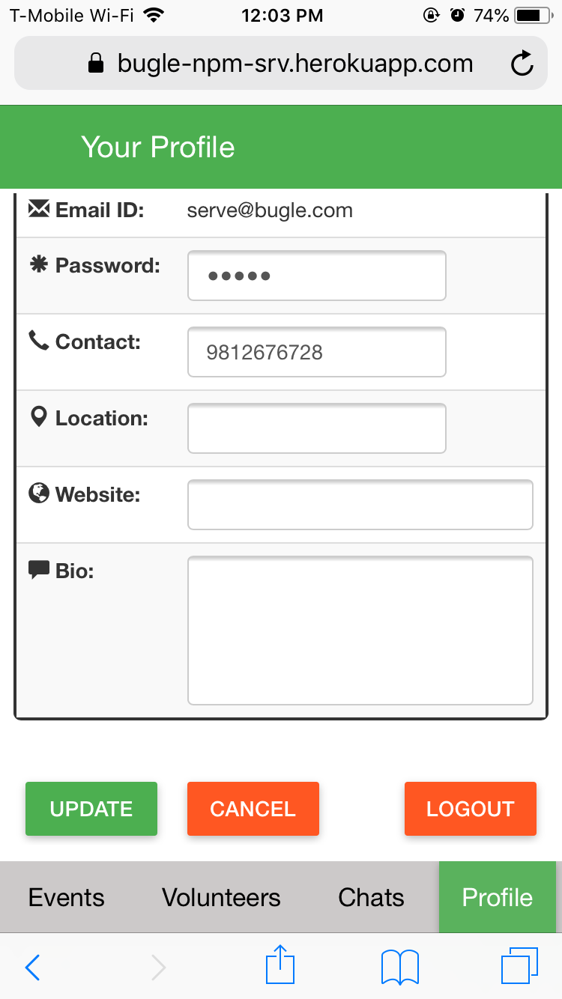 T-Mobile Wi-Fi 12:03 PM 74%
bugle-npm-srv.herokuapp.com
Your Profile
Email ID: serve@bugle.com
Password: •••••
Contact: 9812676728
Location:
Website:
Bio:
UPDATE CANCEL LOGOUT
Events Volunteers Chats Profile